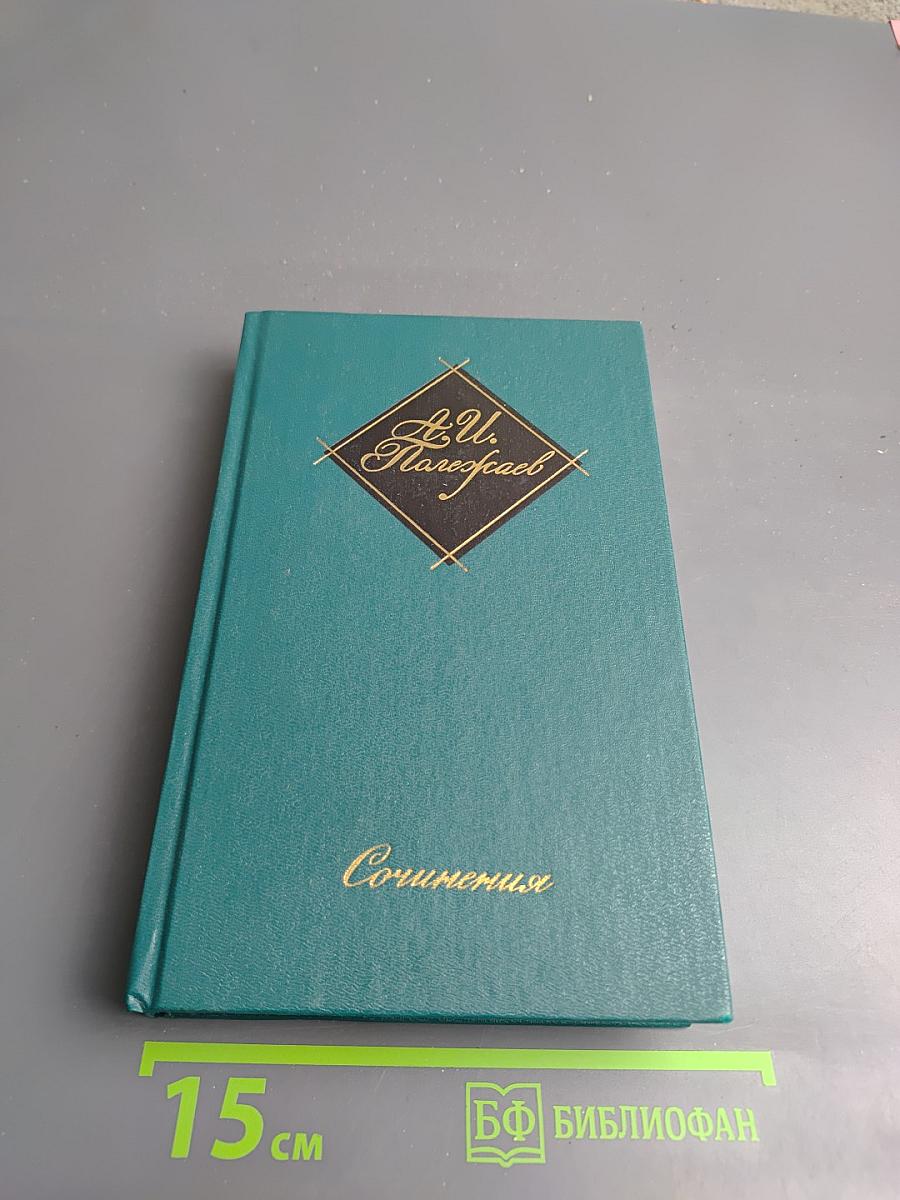 А.И.
Полежаев
Сочинения
15 см
БФ БИБЛИОФАН